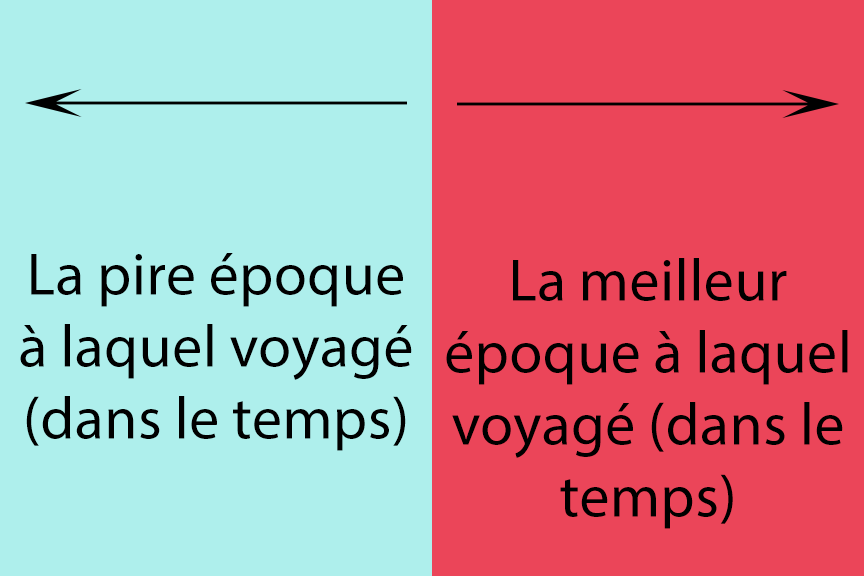 La pire époque
à laquel voyagé
(dans le temps)
La meilleur
époque à laquel
voyagé (dans le
temps)